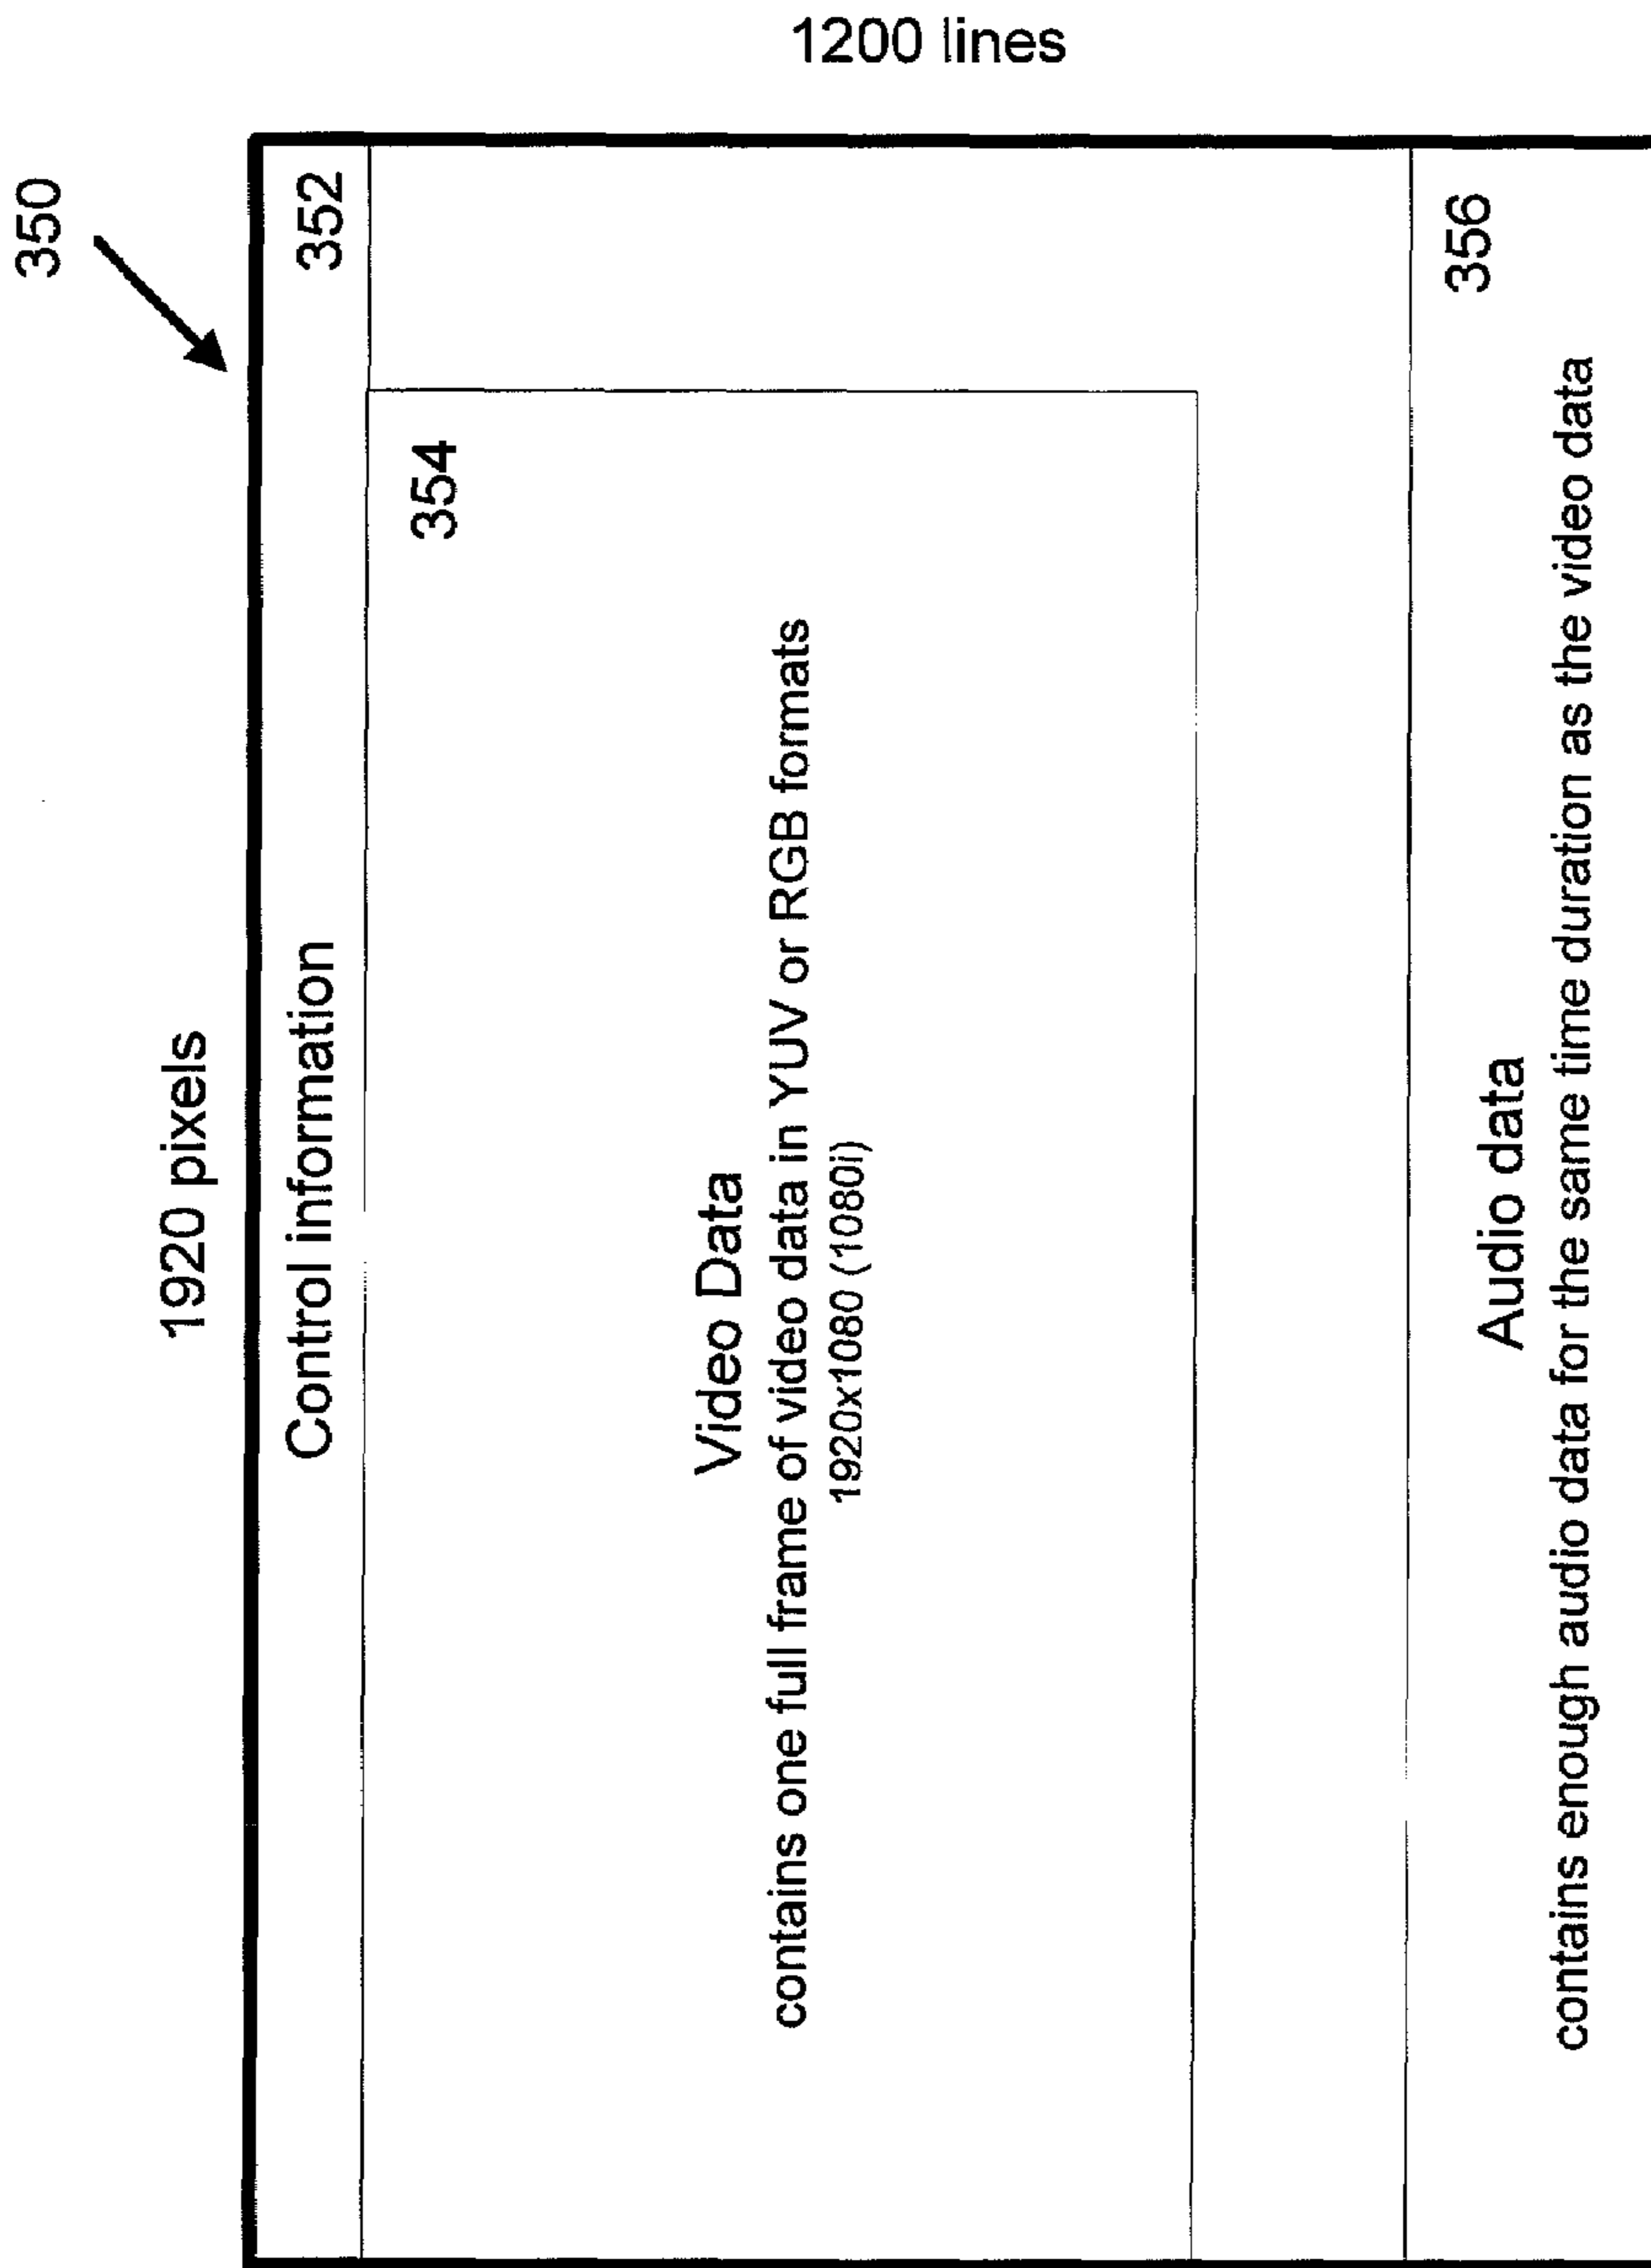 350
1920 pixels
1200 lines
Control information
352
354
Video Data
contains one full frame of video data in YUV or RGB formats
1920x1080 (1080i)
356
Audio data
contains enough audio data for the same time duration as the video data